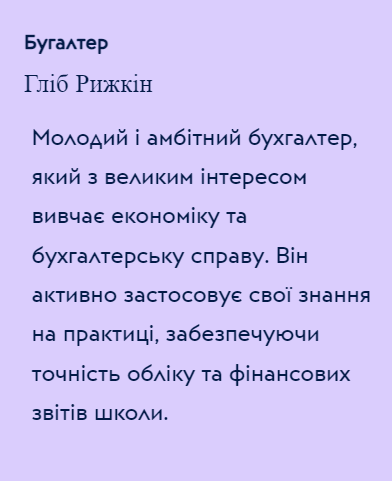 Бугалтер
Гліб Рижкін
Молодий і амбітний бухгалтер,
який з великим інтересом
вивчає економіку та
бухгалтерську справу. Він
активно застосовує свої знання
на практиці, забезпечуючи
точність обліку та фінансових
звітів школи.